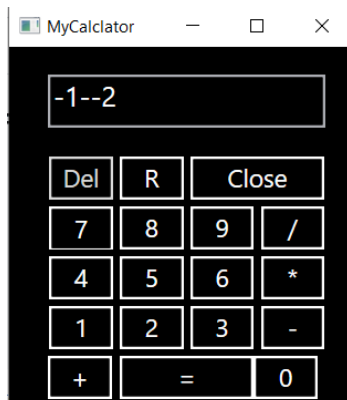 MyCalclator
-1--2
Del R Close
7 8 9 /
4 5 6 *
1 2 3 -
+ = 0